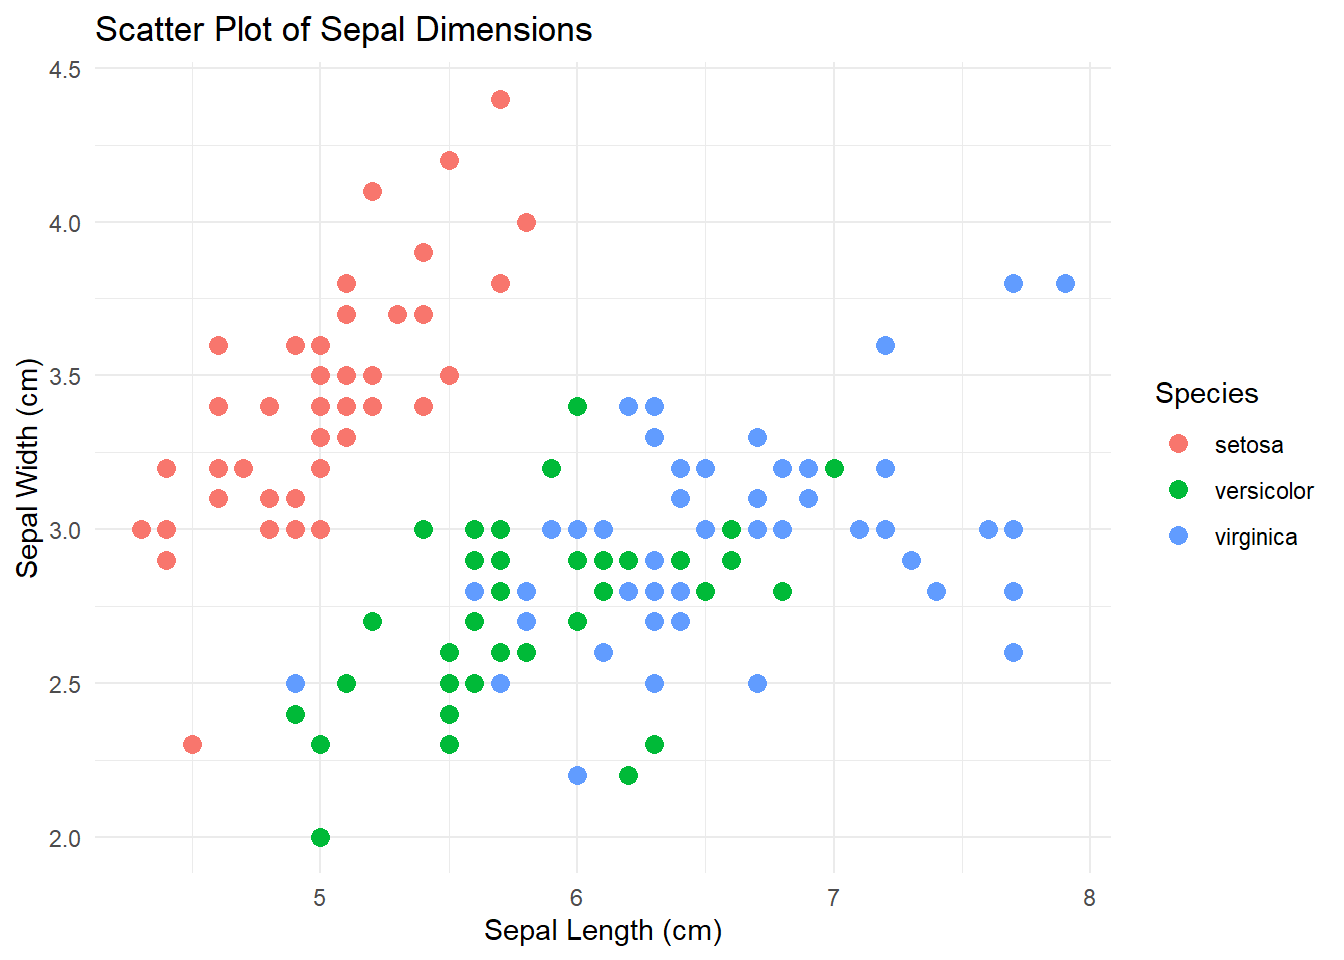 Scatter Plot of Sepal Dimensions
4.5
4.0
3.5
3.0
2.5
2.0
Sepal Width (cm)
5 6 7 8
Sepal Length (cm)
Species
setosa
versicolor
virginica